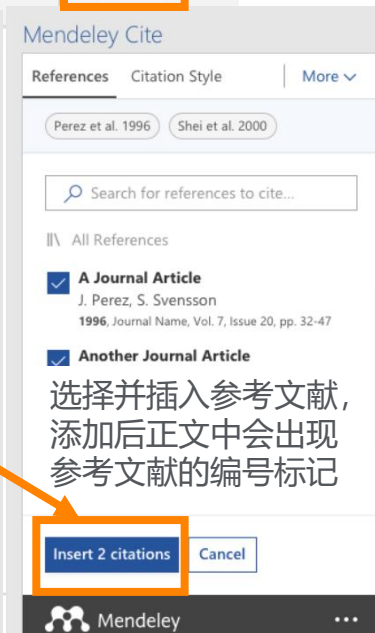 Mendeley Cite
References Citation Style More
Perez et al. 1996 Shei et al. 2000
Search for references to cite...
All References
A Journal Article
J. Perez, S. Svensson
1996, Journal Name, Vol. 7, Issue 20, pp. 32-47
Another Journal Article
选择并插入参考文献，
添加后正文中会出现
参考文献的编号标记
Insert 2 citations Cancel
Mendeley ...